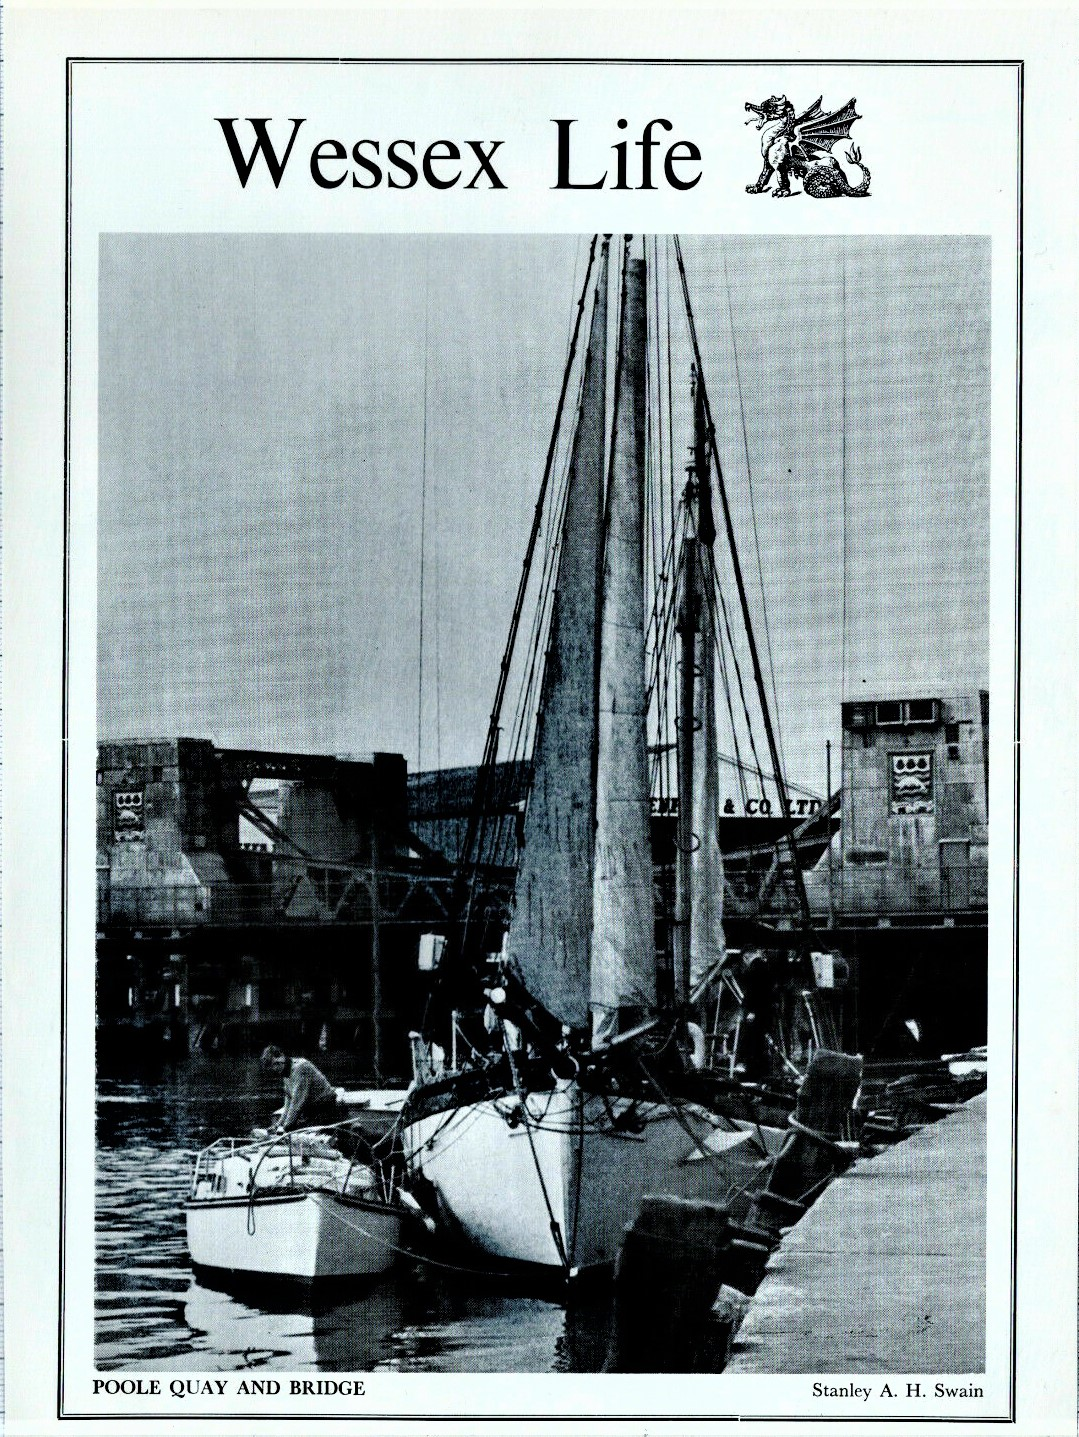 Wessex Life
& CO. LTD
POOLE QUAY AND BRIDGE
Stanley A. H. Swain